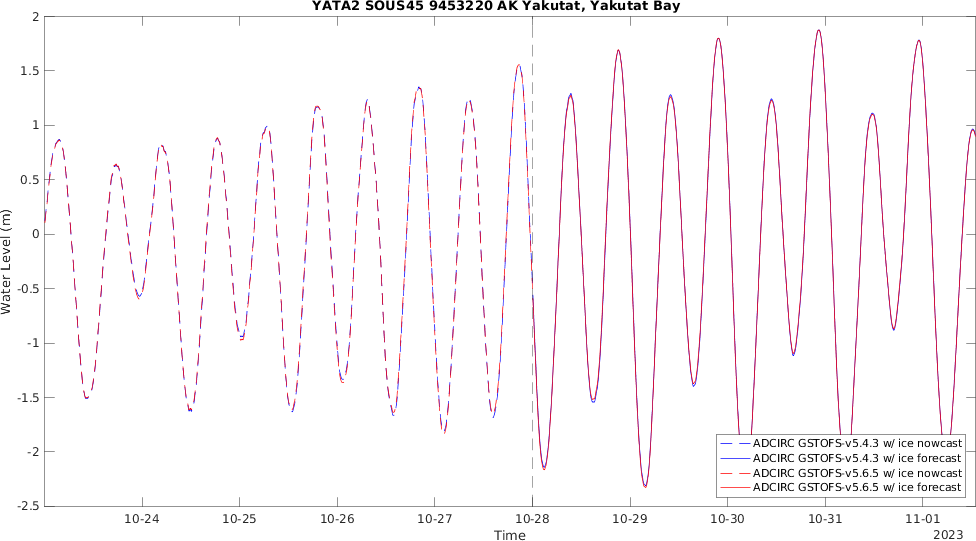 YATA2 SOUS45 9453220 AK Yakutat, Yakutat Bay
2
1.5
1
0.5
0
-0.5
-1
-1.5
-2
-2.5
Water Level (m)
ADCIRC GSTOFS-v5.4.3 w/ ice nowcast
ADCIRC GSTOFS-v5.4.3 w/ ice forecast
ADCIRC GSTOFS-v5.6.5 w/ ice nowcast
ADCIRC GSTOFS-v5.6.5 w/ ice forecast
10-24 10-25 10-26 10-27 10-28 10-29 10-30 10-31 11-01
Time
2023